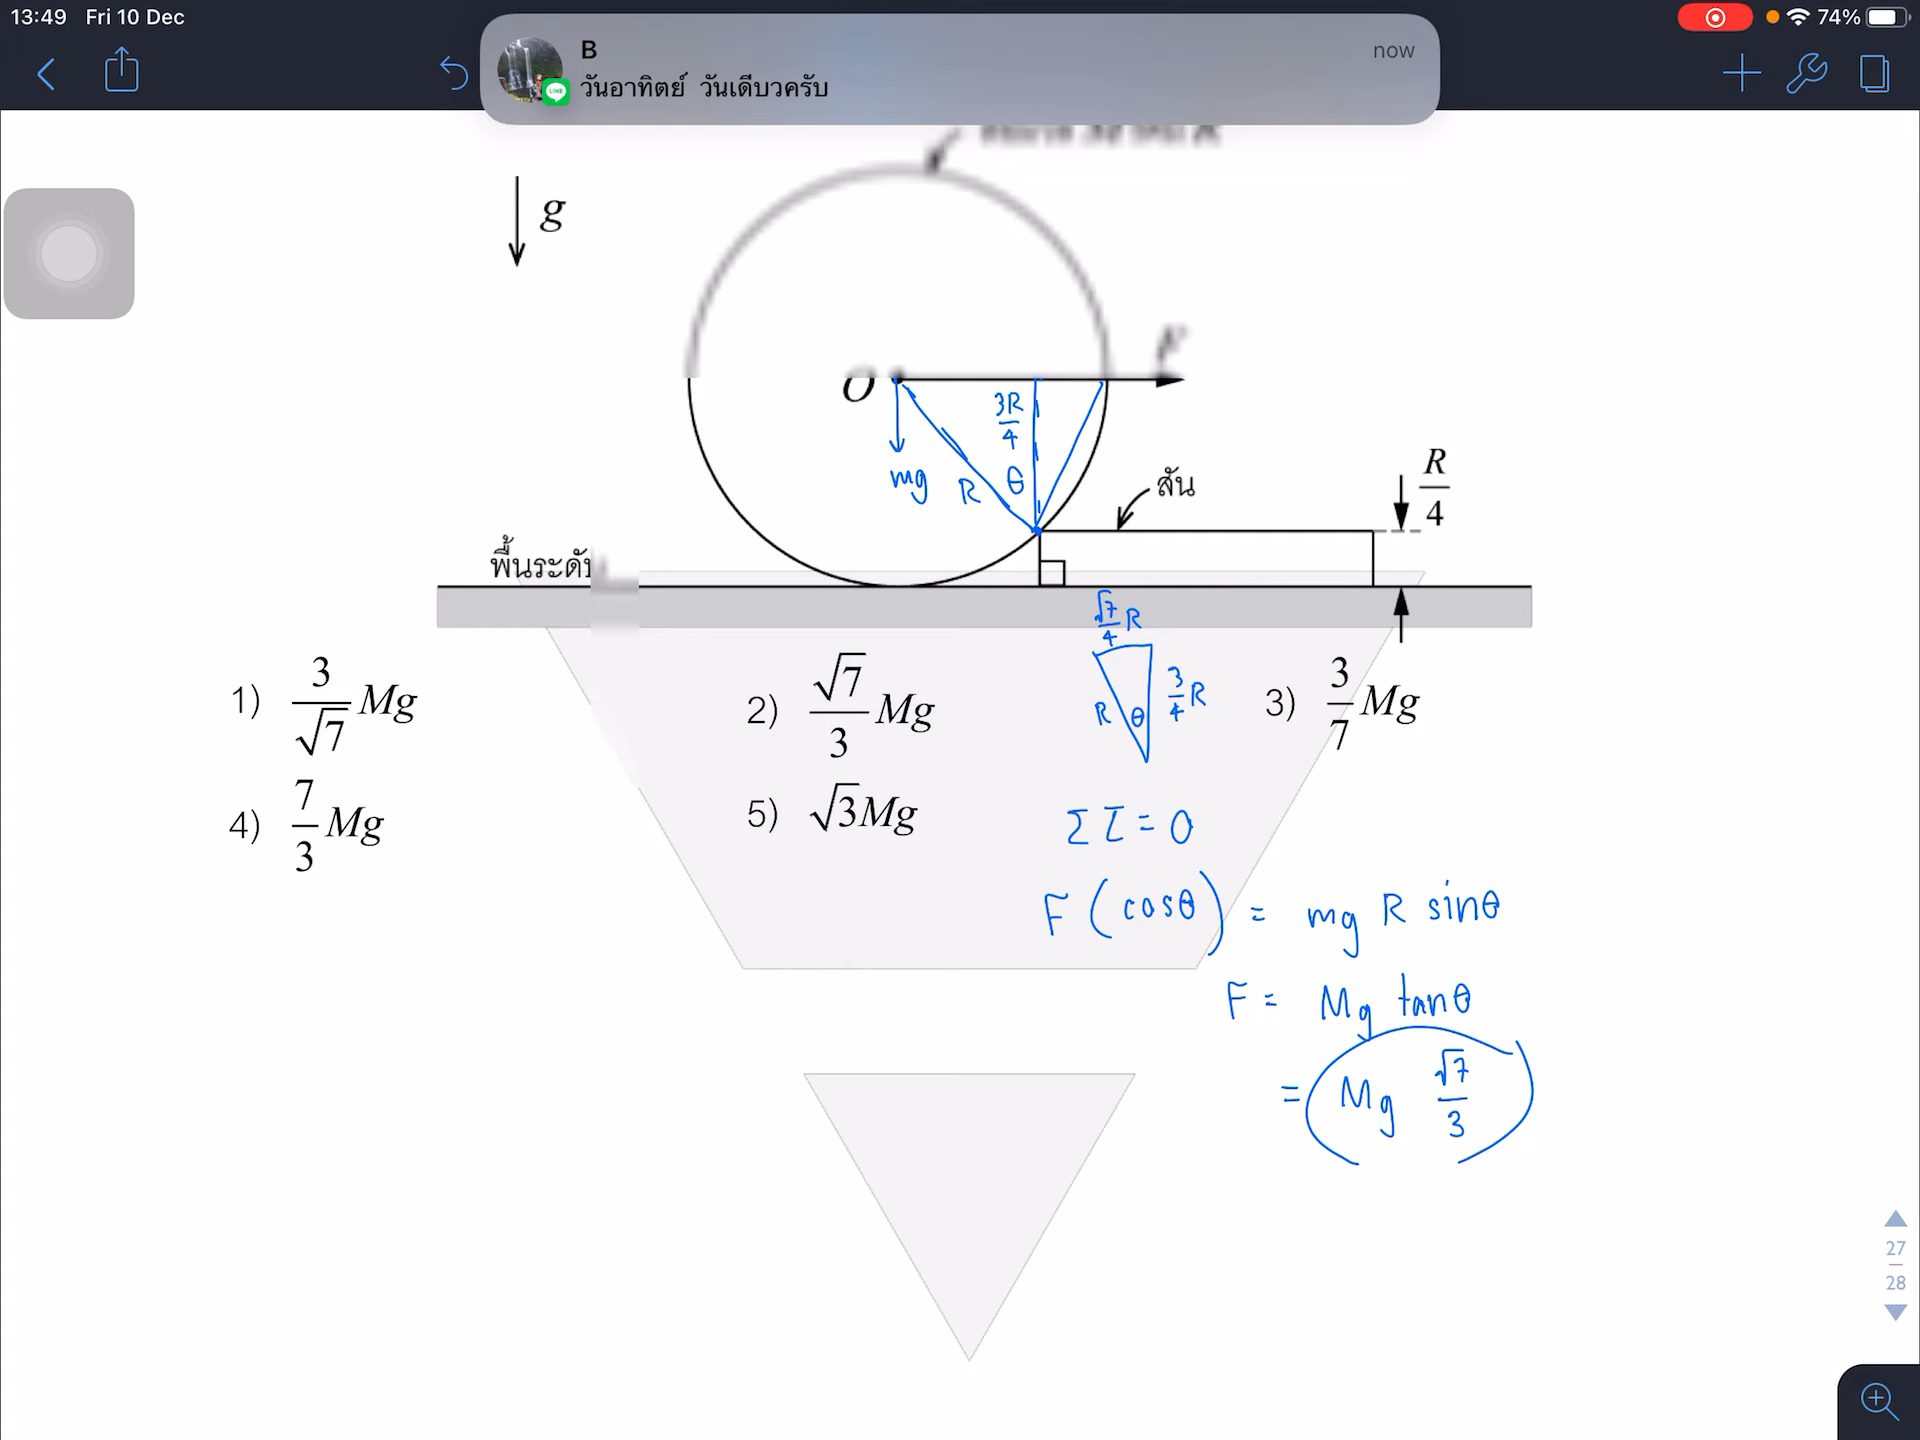 13:49 Fri 10 Dec
74%
B
now
วันอาทิตย์ วันเดีบวครับ
LINE
g
O
F
3R/4
mg
R
θ
สัน
R/4
พื้นระดับ
√7/4 R
R
θ
3/4 R
1) 3/√7 Mg
2) √7/3 Mg
3) 3/7 Mg
4) 7/3 Mg
5) √3Mg
Στ = 0
F (cosθ) = mg R sinθ
F = Mg tanθ
= Mg √7/3
27
28